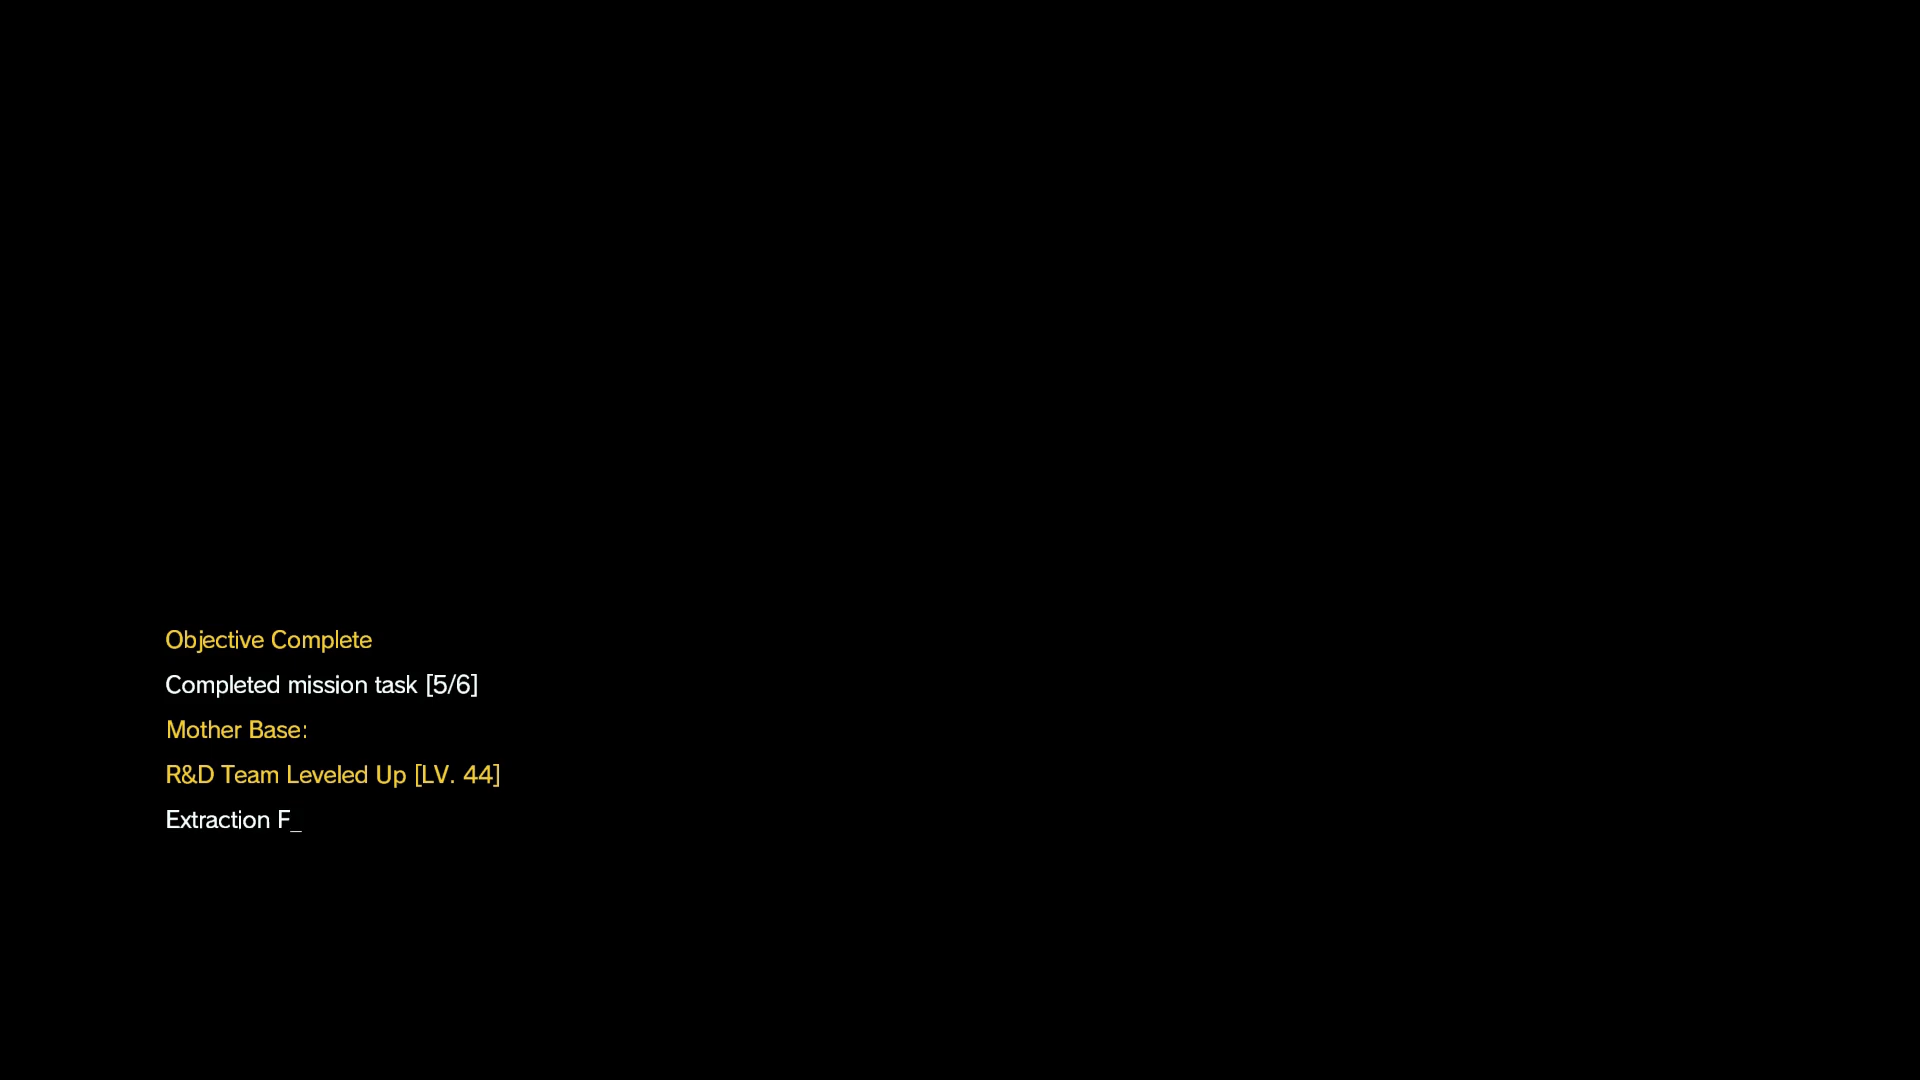 Objective Complete
Completed mission task [5/6]
Mother Base:
R&D Team Leveled Up [LV. 44]
Extraction F_